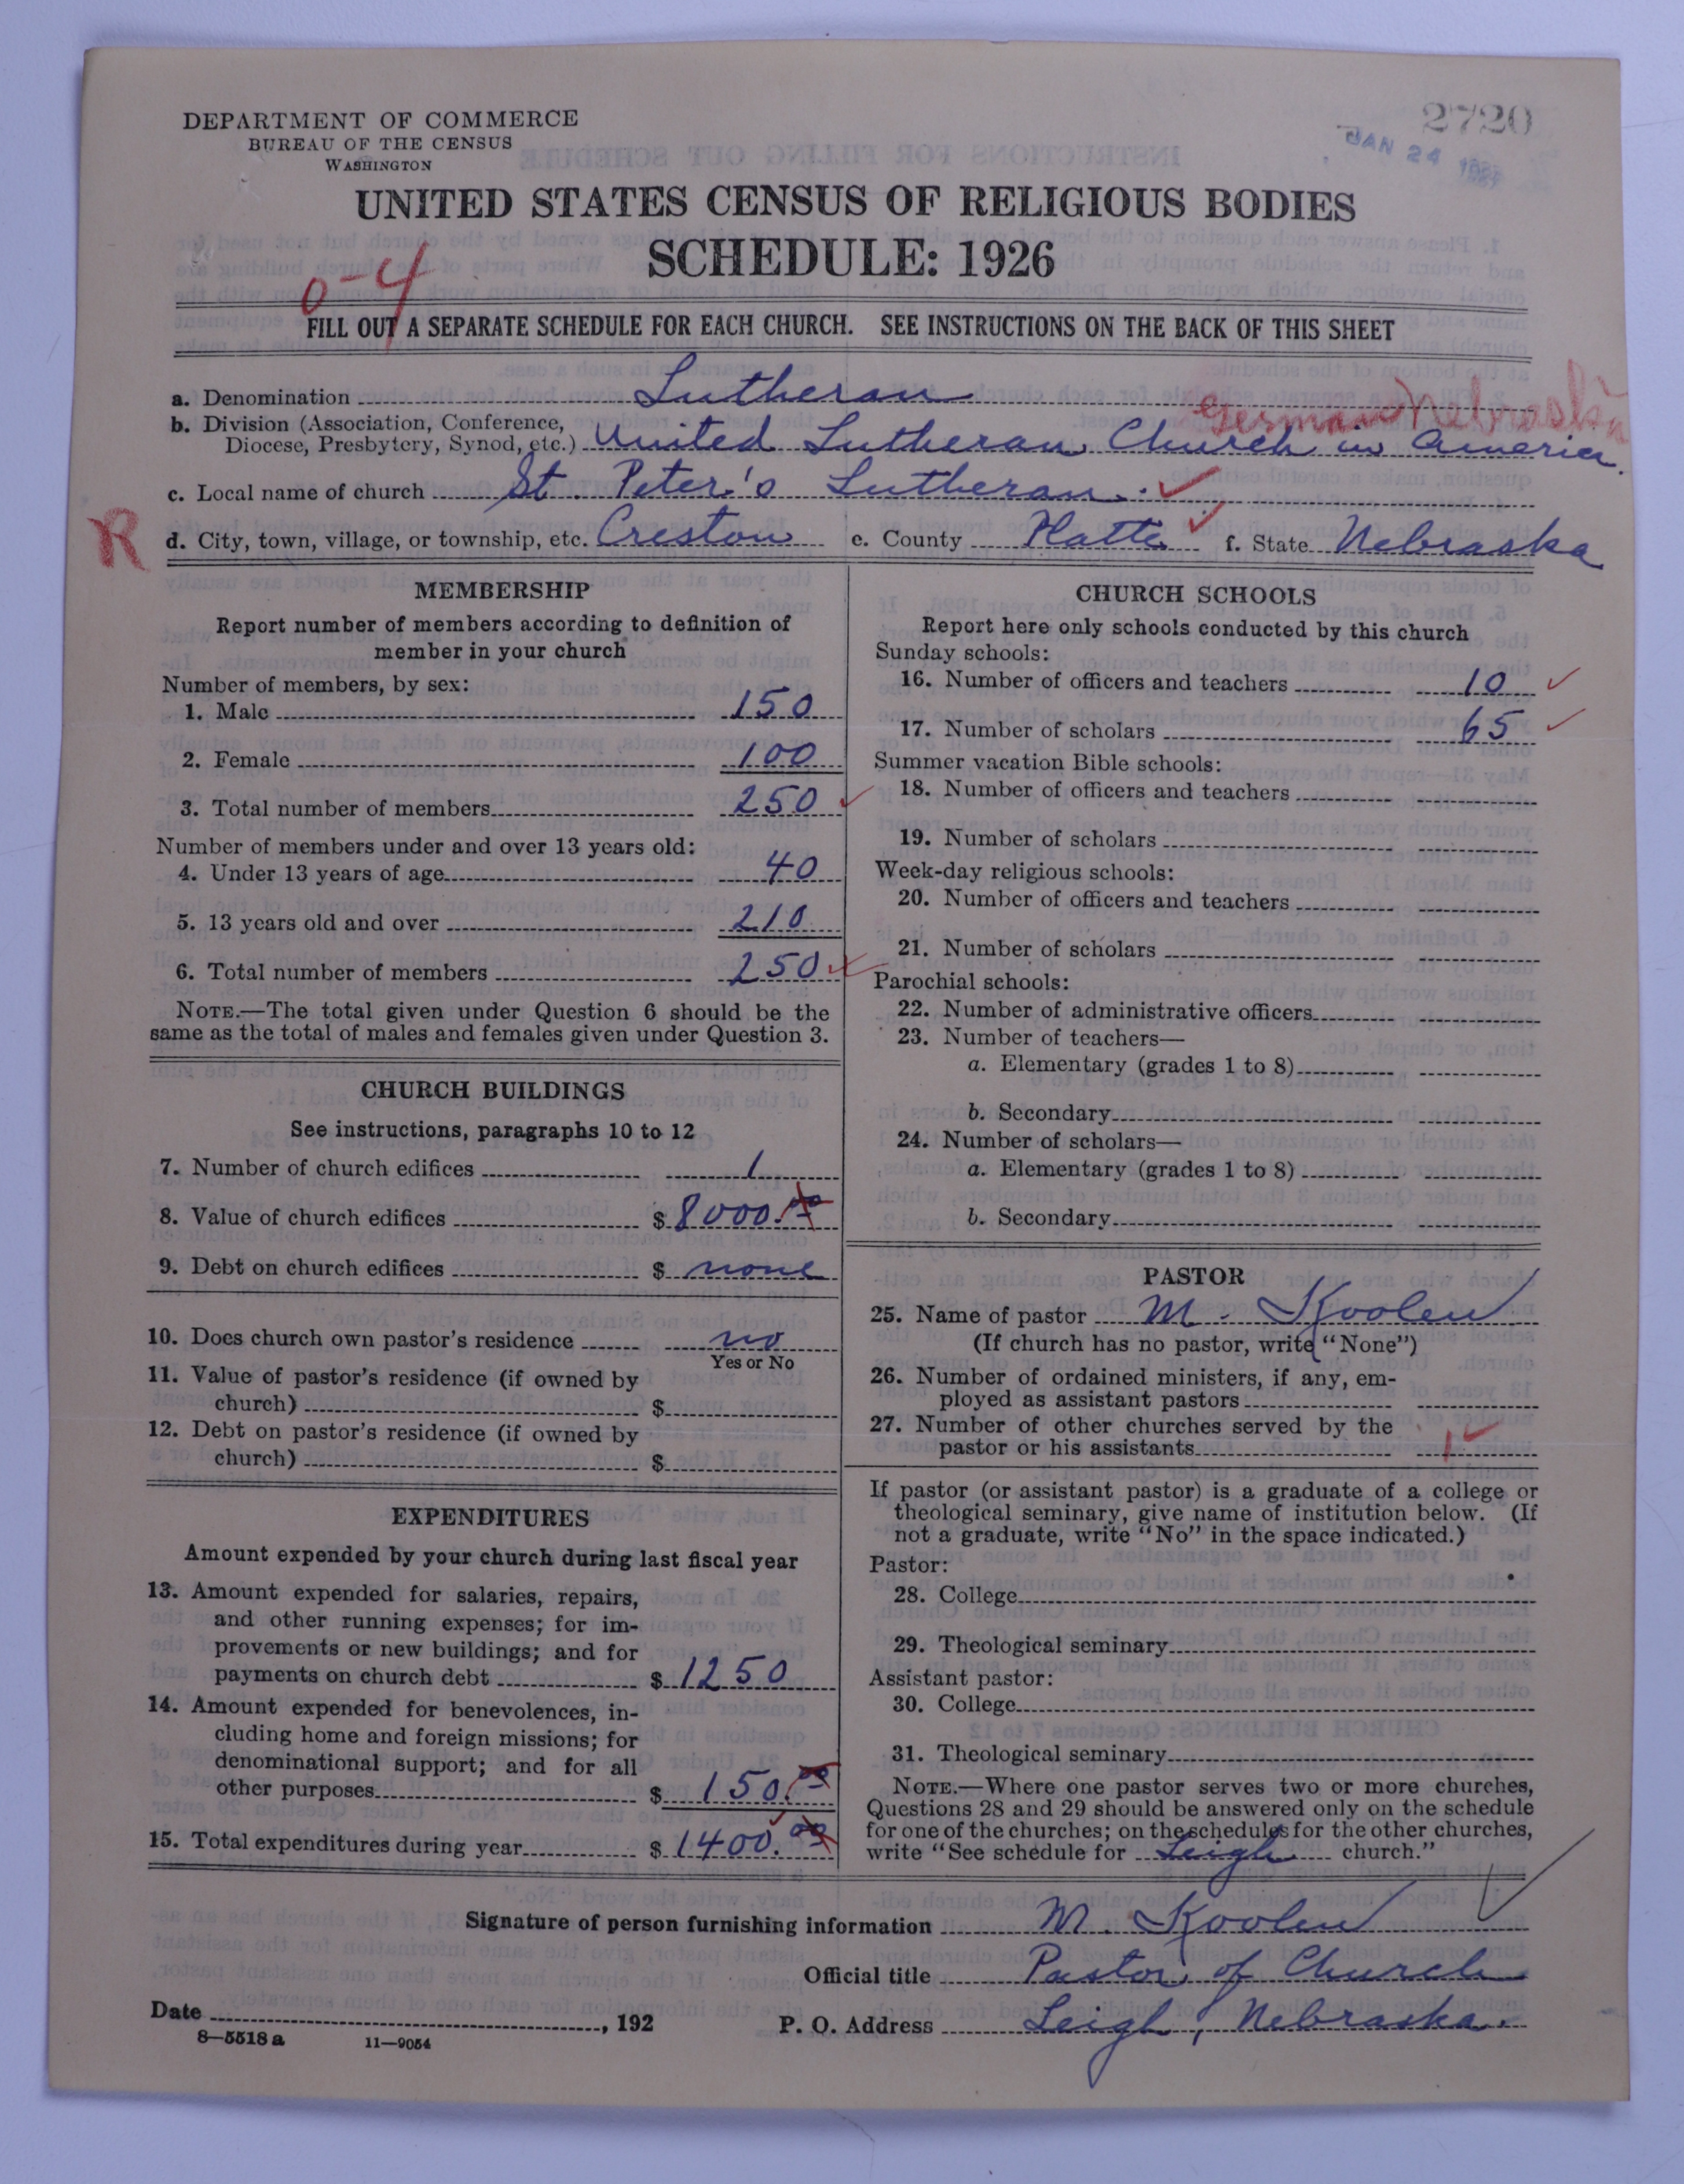 DEPARTMENT OF COMMERCE
BUREAU OF THE CENSUS
WASHINGTON
2720
JAN 24
UNITED STATES CENSUS OF RELIGIOUS BODIES
SCHEDULE: 1926
0-4
FILL OUT A SEPARATE SCHEDULE FOR EACH CHURCH. SEE INSTRUCTIONS ON THE BACK OF THIS SHEET
a. Denomination Lutheran
German Nebraska
b. Division (Association, Conference, Diocese, Presbytery, Synod, etc.) United Lutheran Church in America.
c. Local name of church St. Peter's Lutheran. ✓
R
d. City, town, village, or township, etc. Creston e. County Platte ✓ f. State Nebraska
MEMBERSHIP
Report number of members according to definition of
member in your church
Number of members, by sex:
1. Male 150
2. Female 100
3. Total number of members 250 ✓
Number of members under and over 13 years old:
4. Under 13 years of age 40
5. 13 years old and over 210
6. Total number of members 250 ✓
NOTE.—The total given under Question 6 should be the
same as the total of males and females given under Question 3.
CHURCH BUILDINGS
See instructions, paragraphs 10 to 12
7. Number of church edifices 1
8. Value of church edifices $ 8000.00
9. Debt on church edifices $ none
10. Does church own pastor's residence no
Yes or No
11. Value of pastor's residence (if owned by
church) $
12. Debt on pastor's residence (if owned by
church) $
EXPENDITURES
Amount expended by your church during last fiscal year
13. Amount expended for salaries, repairs,
and other running expenses; for im-
provements or new buildings; and for
payments on church debt $ 1250
14. Amount expended for benevolences, in-
cluding home and foreign missions; for
denominational support; and for all
other purposes $ 150.00
15. Total expenditures during year $ 1400.00
CHURCH SCHOOLS
Report here only schools conducted by this church
Sunday schools:
16. Number of officers and teachers 10 ✓
17. Number of scholars 65 ✓
Summer vacation Bible schools:
18. Number of officers and teachers
19. Number of scholars
Week-day religious schools:
20. Number of officers and teachers
21. Number of scholars
Parochial schools:
22. Number of administrative officers
23. Number of teachers—
a. Elementary (grades 1 to 8)
b. Secondary
24. Number of scholars—
a. Elementary (grades 1 to 8)
b. Secondary
PASTOR
25. Name of pastor M. Koolen
(If church has no pastor, write "None")
26. Number of ordained ministers, if any, em-
ployed as assistant pastors
27. Number of other churches served by the
pastor or his assistants 1 ✓
If pastor (or assistant pastor) is a graduate of a college or
theological seminary, give name of institution below. (If
not a graduate, write "No" in the space indicated.)
Pastor:
28. College
29. Theological seminary
Assistant pastor:
30. College
31. Theological seminary
NOTE.—Where one pastor serves two or more churches,
Questions 28 and 29 should be answered only on the schedule
for one of the churches; on the schedules for the other churches,
write "See schedule for Leigh church."
Signature of person furnishing information M. Koolen
Official title Pastor of Church
Date , 192
P. O. Address Leigh, Nebraska.
8—5518 a 11—9054